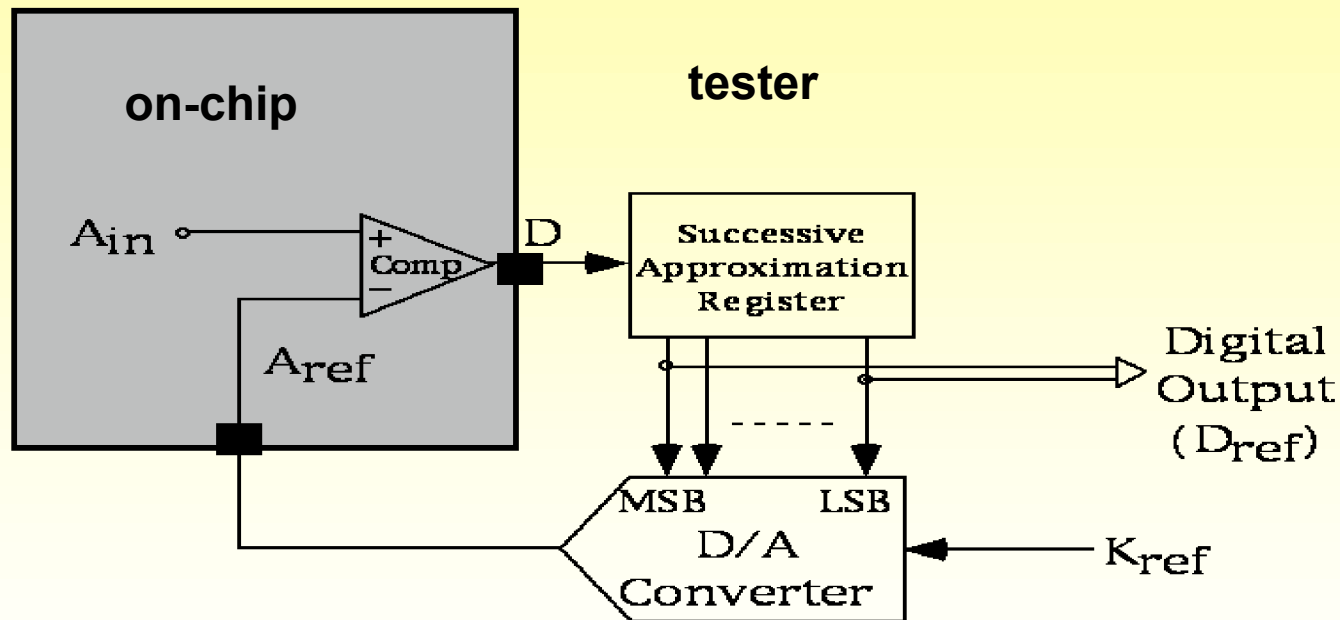 on-chip
tester
Ain
+
Comp
−
D
Successive
Approximation
Register
Aref
Digital
Output
(Dref)
-----
MSB LSB
D/A
Converter
Kref